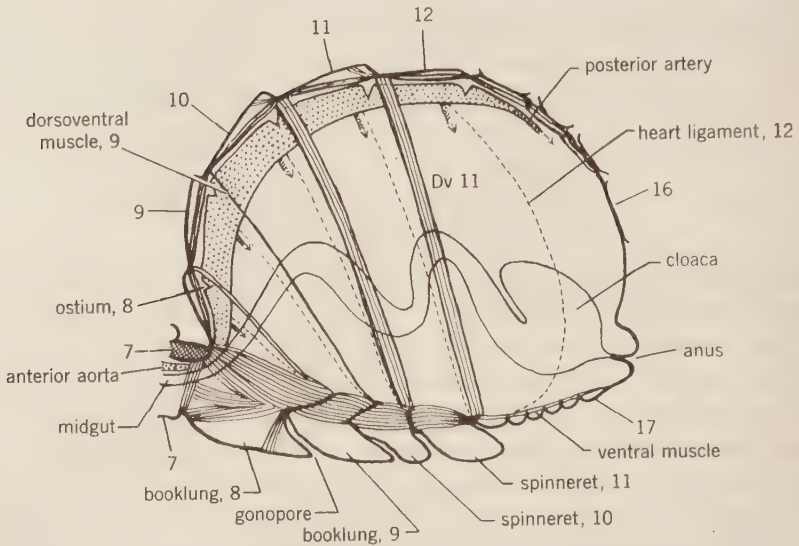 12
11
posterior artery
10
dorsoventral
muscle, 9
heart ligament, 12
Dv 11
16
9
cloaca
ostium, 8
7
anus
anterior aorta
midgut
17
7
ventral muscle
booklung, 8
spinneret, 11
gonopore
spinneret, 10
booklung, 9